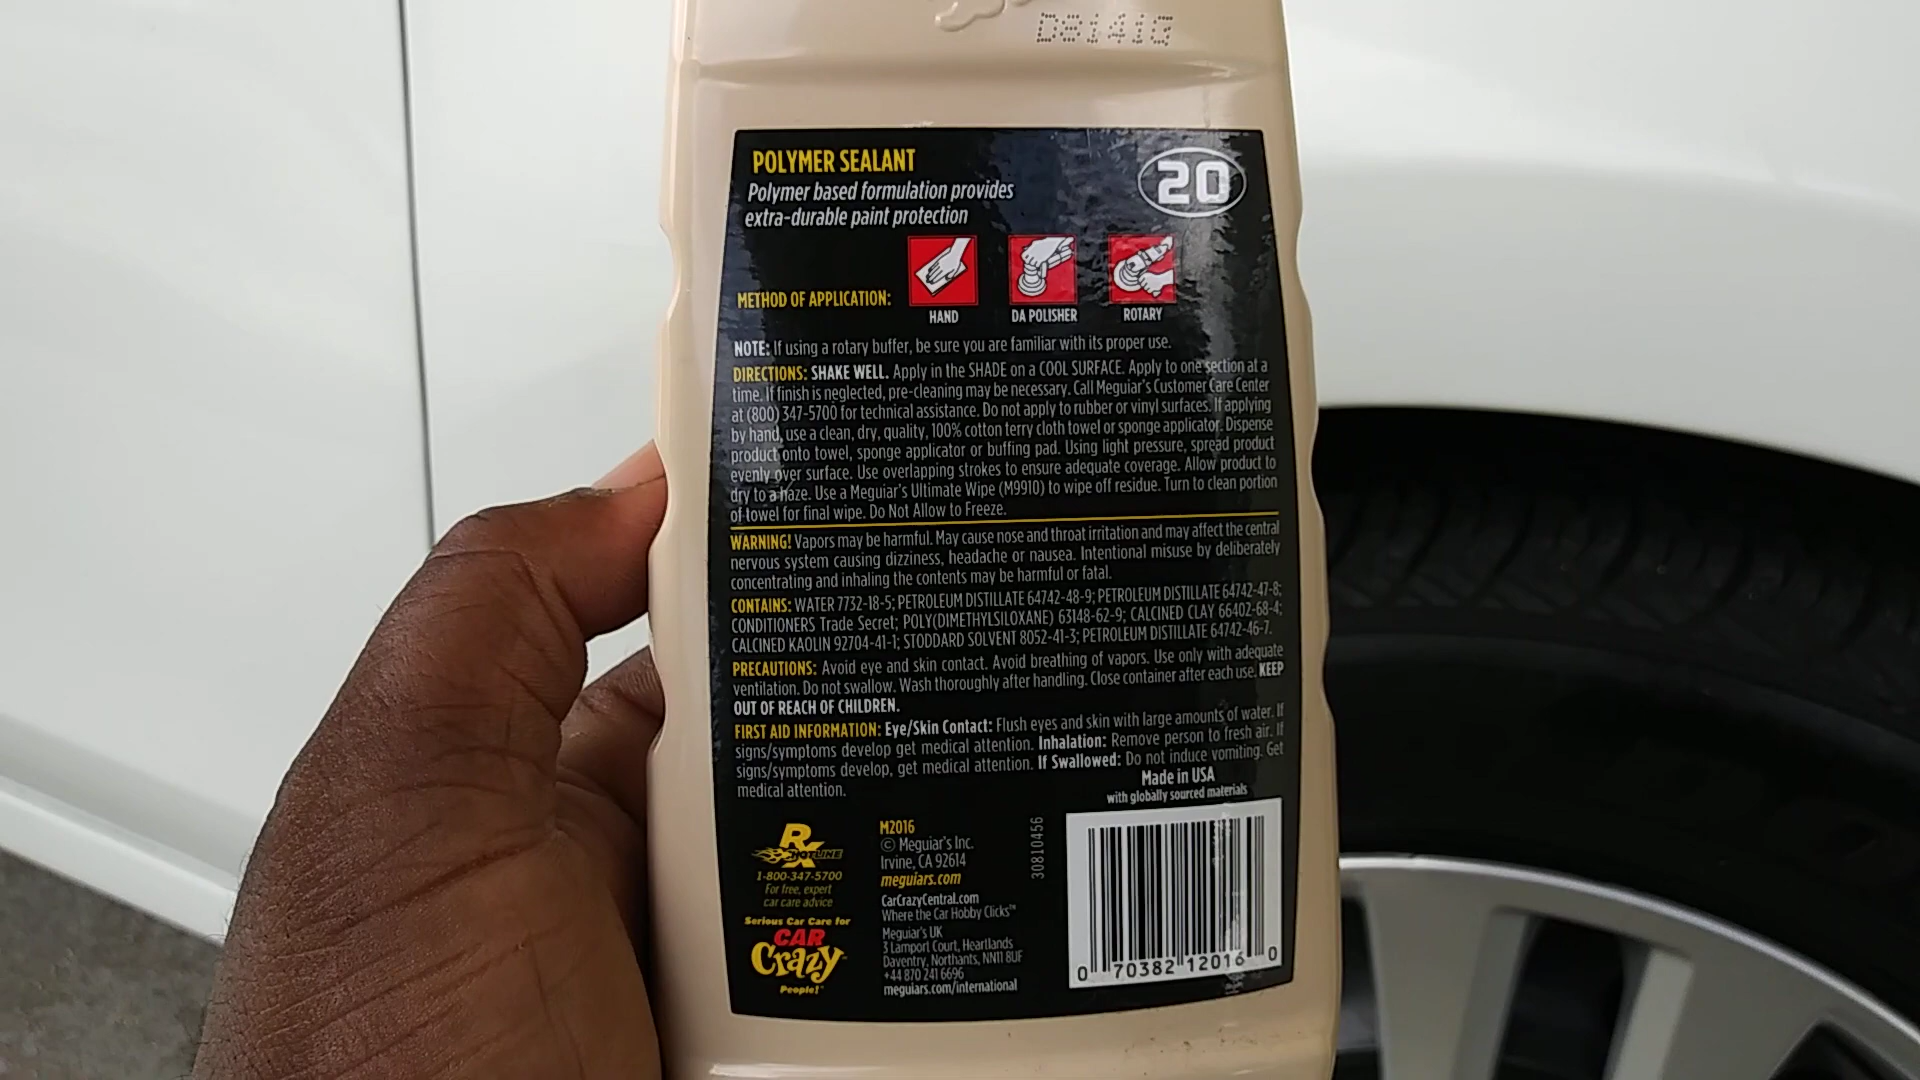 D8141G
POLYMER SEALANT
20
Polymer based formulation provides
extra-durable paint protection
METHOD OF APPLICATION:
HAND
DA POLISHER
ROTARY
NOTE: If using a rotary buffer, be sure you are familiar with its proper use.
DIRECTIONS: SHAKE WELL. Apply in the SHADE on a COOL SURFACE. Apply to one section at a
time. If finish is neglected, pre-cleaning may be necessary. Call Meguiar's Customer Care Center
at (800) 347-5700 for technical assistance. Do not apply to rubber or vinyl surfaces. If applying
by hand, use a clean, dry, quality, 100% cotton terry cloth towel or sponge applicator. Dispense
product onto towel, sponge applicator or buffing pad. Using light pressure, spread product
evenly over surface. Use overlapping strokes to ensure adequate coverage. Allow product to
dry to a haze. Use a Meguiar's Ultimate Wipe (M9910) to wipe off residue. Turn to clean portion
of towel for final wipe. Do Not Allow to Freeze.
WARNING! Vapors may be harmful. May cause nose and throat irritation and may affect the central
nervous system causing dizziness, headache or nausea. Intentional misuse by deliberately
concentrating and inhaling the contents may be harmful or fatal.
CONTAINS: WATER 7732-18-5; PETROLEUM DISTILLATE 64742-48-9; PETROLEUM DISTILLATE 64742-47-8;
CONDITIONERS Trade Secret; POLY(DIMETHYLSILOXANE) 63148-62-9; CALCINED CLAY 66402-68-4;
CALCINED KAOLIN 92704-41-1; STODDARD SOLVENT 8052-41-3; PETROLEUM DISTILLATE 64742-46-7.
PRECAUTIONS: Avoid eye and skin contact. Avoid breathing of vapors. Use only with adequate
ventilation. Do not swallow. Wash thoroughly after handling. Close container after each use. KEEP
OUT OF REACH OF CHILDREN.
FIRST AID INFORMATION: Eye/Skin Contact: Flush eyes and skin with large amounts of water. If
signs/symptoms develop get medical attention. Inhalation: Remove person to fresh air. If
signs/symptoms develop, get medical attention. If Swallowed: Do not induce vomiting. Get
medical attention.
Made in USA
with globally sourced materials
Rx
HOTLINE
1-800-347-5700
For free, expert
car care advice
Serious Car Care for
CAR
Crazy™
People!™
M2016
© Meguiar's Inc.
Irvine, CA 92614
meguiars.com
CarCrazyCentral.com
Where the Car Hobby Clicks™
Meguiar's UK
3 Lamport Court, Heartlands
Daventry, Northants, NN11 8UF
+44 870 241 6696
meguiars.com/international
30810456
0 70382 12016 0